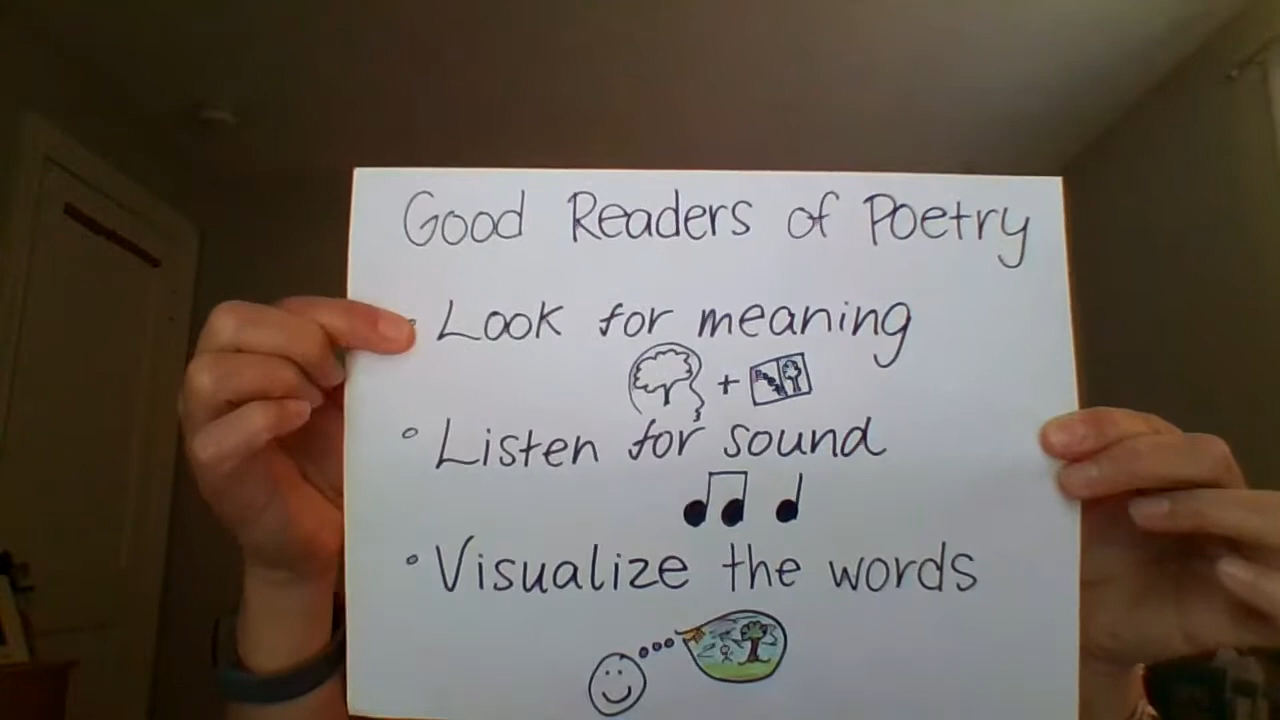 Good Readers of Poetry
• Look for meaning
• Listen for sound
• Visualize the words